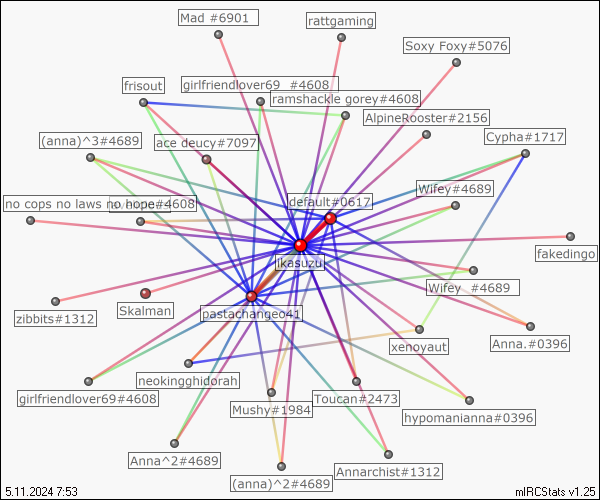 Mad #6901
rattgaming
Soxy Foxy#5076
frisout
girlfriendlover69 #4608
ramshackle gorey#4608
AlpineRooster#2156
(anna)^3#4689
ace deucy#7097
Cypha#1717
Wifey#4689
no cops no laws no wine#4608
default#0617
fakedingo
ikasuzu
Wifey. #4689
zibbits#1312
Skalman
pastachangeo41
xenoyaut
Anna.#0396
neokingghidorah
girlfriendlover69#4608
Mushy#1984
Toucan#2473
hypomanianna#0396
Anna^2#4689
(anna)^2#4689
Annarchist#1312
5.11.2024 7:53
mIRCStats v1.25